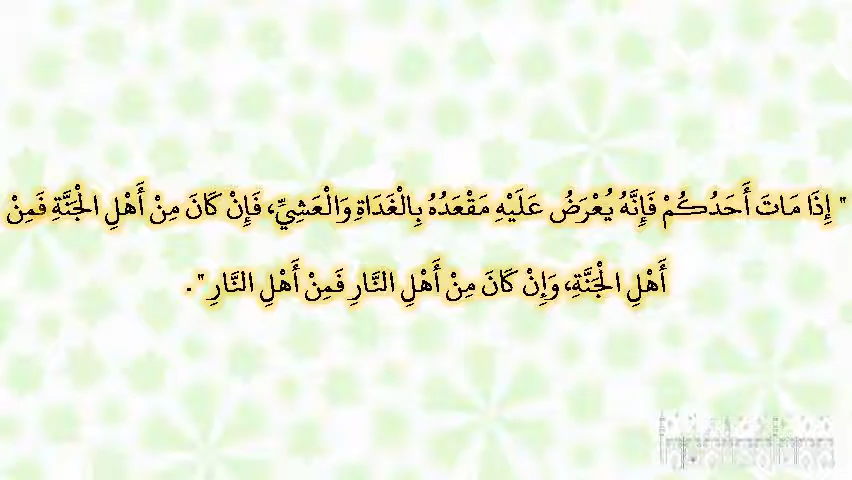 " إِذَا مَاتَ أَحَدُكُمْ فَإِنَّهُ يُعْرَضُ عَلَيْهِ مَقْعَدُهُ بِالْغَدَاةِ وَالْعَشِيِّ، فَإِنْ كَانَ مِنْ أَهْلِ الْجَنَّةِ فَمِنْ
أَهْلِ الْجَنَّةِ، وَإِنْ كَانَ مِنْ أَهْلِ النَّارِ فَمِنْ أَهْلِ النَّارِ " .